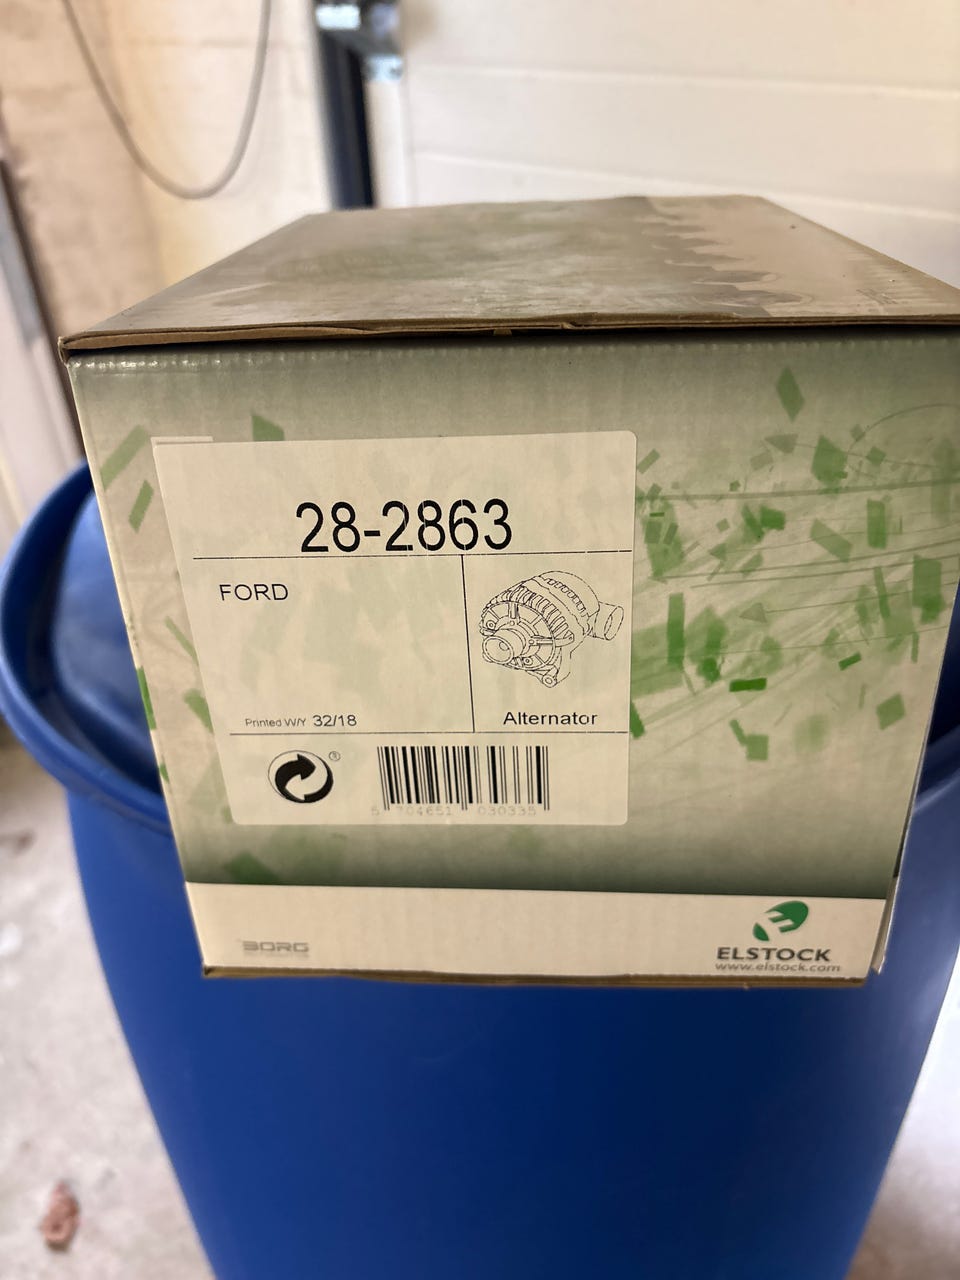 28-2863
FORD
Printed W/Y 32/18
Alternator
®
5 704651 030335
BORG
ELSTOCK
www.elstock.com